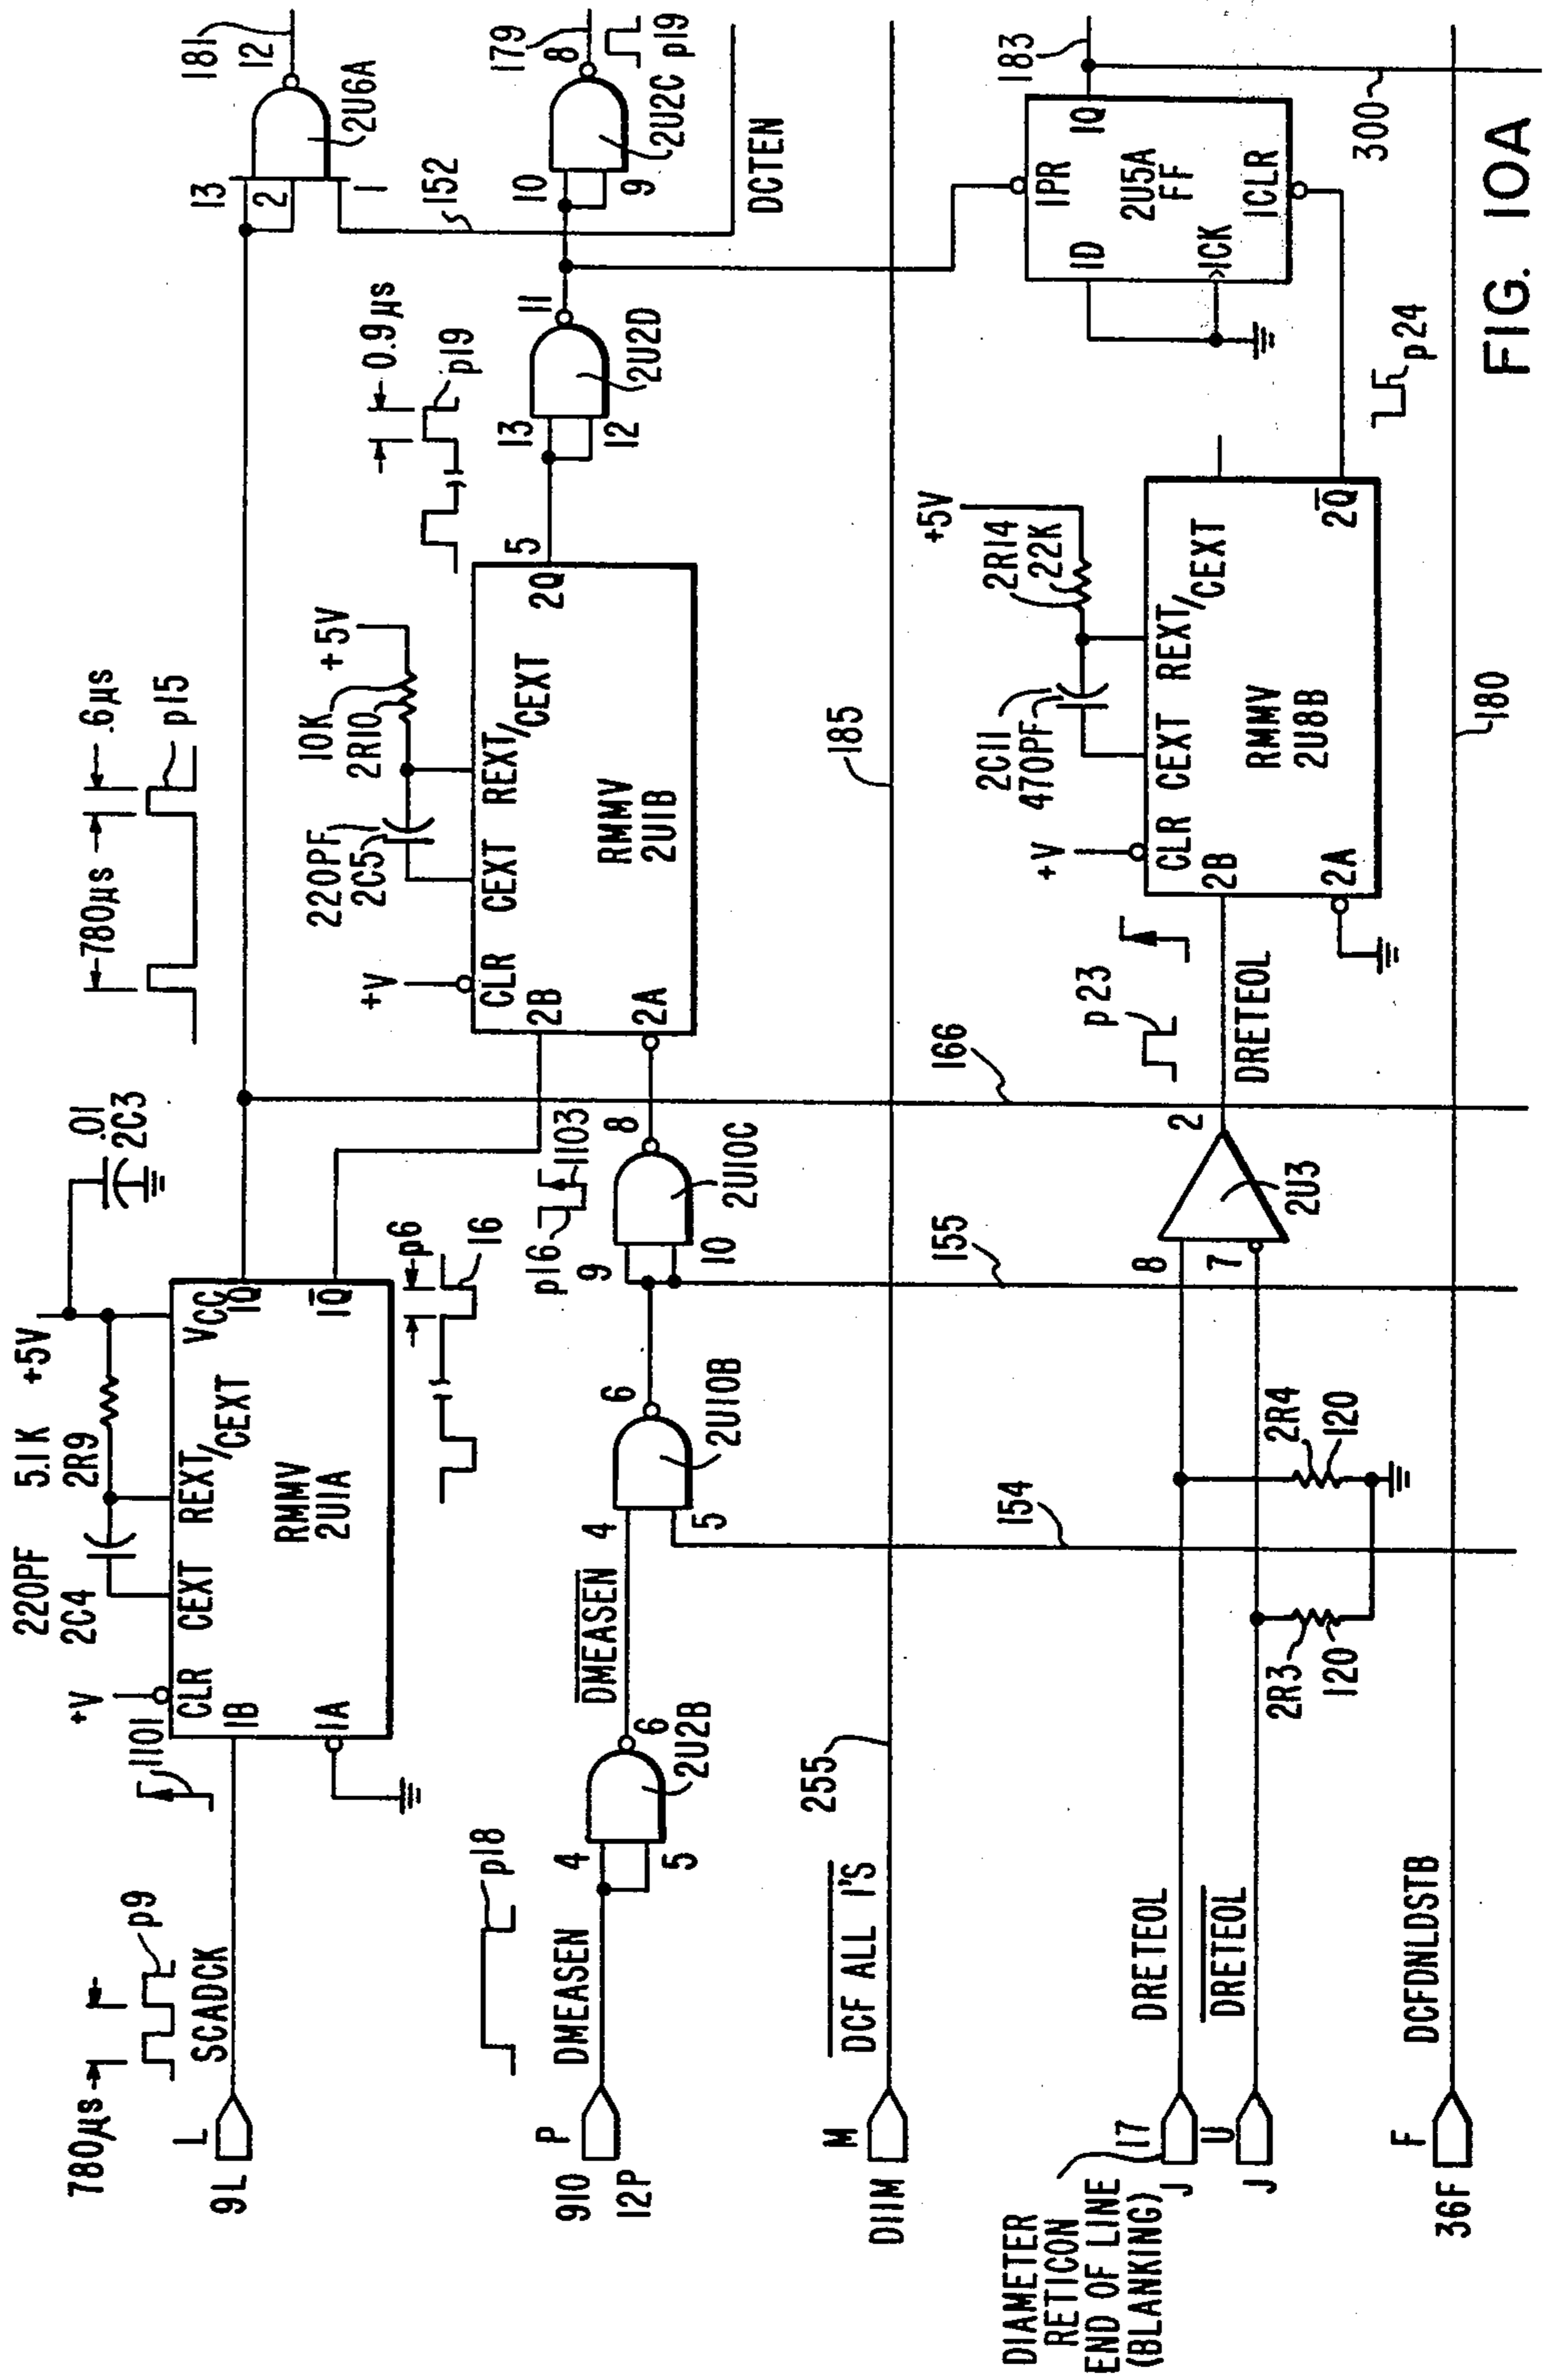 780µs
p9
L
9L
SCADCK
1101
+V
CLR
1B
1A
220PF
2C4
5.1K
2R9
+5V
CEXT
REXT/CEXT
VCC
1Q
1Q̅
RMMV
2U1A
.01
2C3
p6
16
780µs
.6µs
p15
13
2
1
12
181
2U6A
152
DCTEN
P
910
12P
DMEASEN
p18
4
5
6
2U2B
D̅M̅E̅A̅S̅E̅N̅
4
5
6
2U10B
9
10
8
2U10C
p16
1103
+V
CLR
2B
2A
220PF
2C5
10K
2R10
+5V
CEXT
REXT/CEXT
RMMV
2U1B
2Q
5
0.9µs
p19
13
12
11
2U2D
10
9
8
179
2U2C
p19
M
D11M
D̅C̅F̅ ̅A̅L̅L̅ ̅1̅'̅S̅
255
185
154
155
166
DIAMETER
RETICON
END OF LINE
(BLANKING)
17
J
U
J
DRETEOL
D̅R̅E̅T̅E̅O̅L̅
2R3
120
2R4
120
8
7
2
2U3
DRETEOL
p23
+V
CLR
2B
2A
2C11
470PF
2R14
22K
+5V
CEXT
REXT/CEXT
RMMV
2U8B
2Q̅
p24
1D
1PR
1Q
2U5A
FF
1CK
1CLR
183
300
F
36F
DCFDNLDSTB
180
FIG. 10A